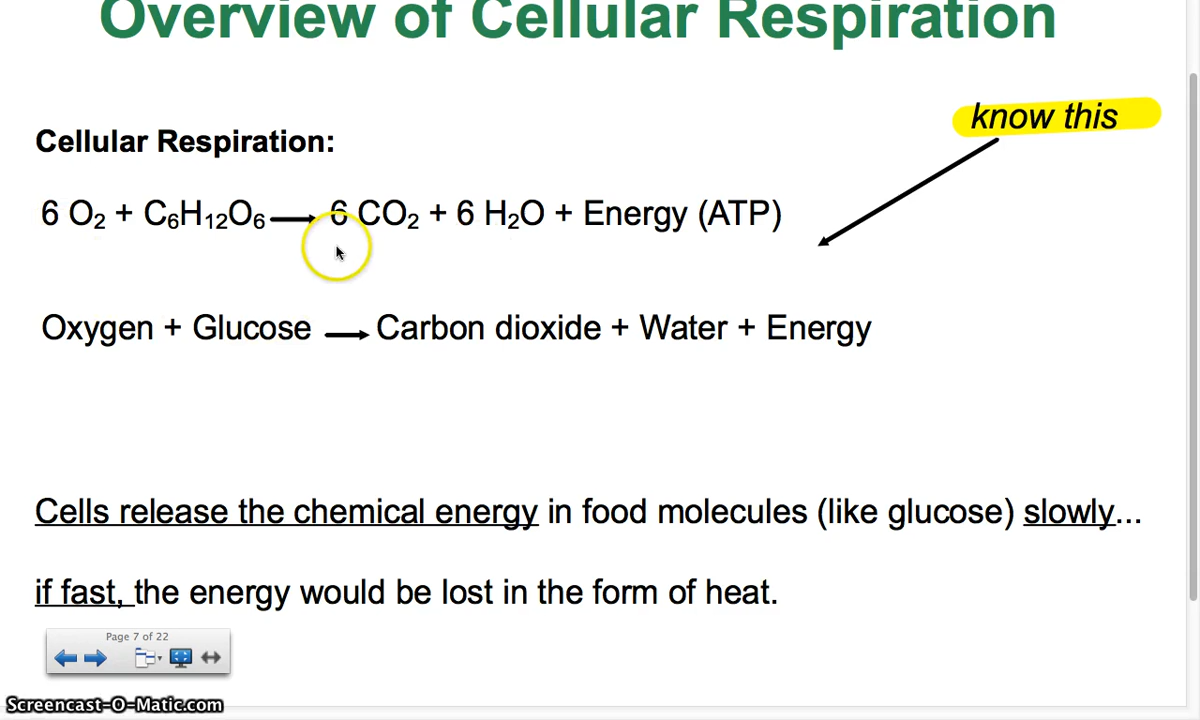 Overview of Cellular Respiration
know this
Cellular Respiration:
6 O₂ + C₆H₁₂O₆ → 6 CO₂ + 6 H₂O + Energy (ATP)
Oxygen + Glucose → Carbon dioxide + Water + Energy
Cells release the chemical energy in food molecules (like glucose) slowly...
if fast, the energy would be lost in the form of heat.
Page 7 of 22
Screencast-O-Matic.com